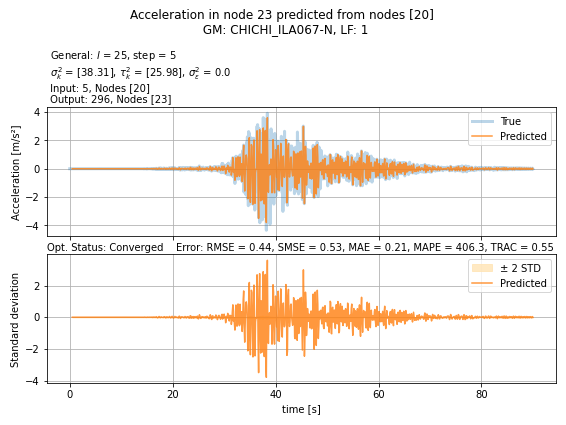 Acceleration in node 23 predicted from nodes [20]
GM: CHICHI_ILA067-N, LF: 1
General: l = 25, step = 5
σ²ₖ = [38.31], τ²ₖ = [25.98], σ²ε = 0.0
Input: 5, Nodes [20]
Output: 296, Nodes [23]
4
2
0
−2
−4
Acceleration [m/s²]
True
Predicted
Opt. Status: Converged Error: RMSE = 0.44, SMSE = 0.53, MAE = 0.21, MAPE = 406.3, TRAC = 0.55
2
0
−2
−4
Standard deviation
± 2 STD
Predicted
0 20 40 60 80
time [s]